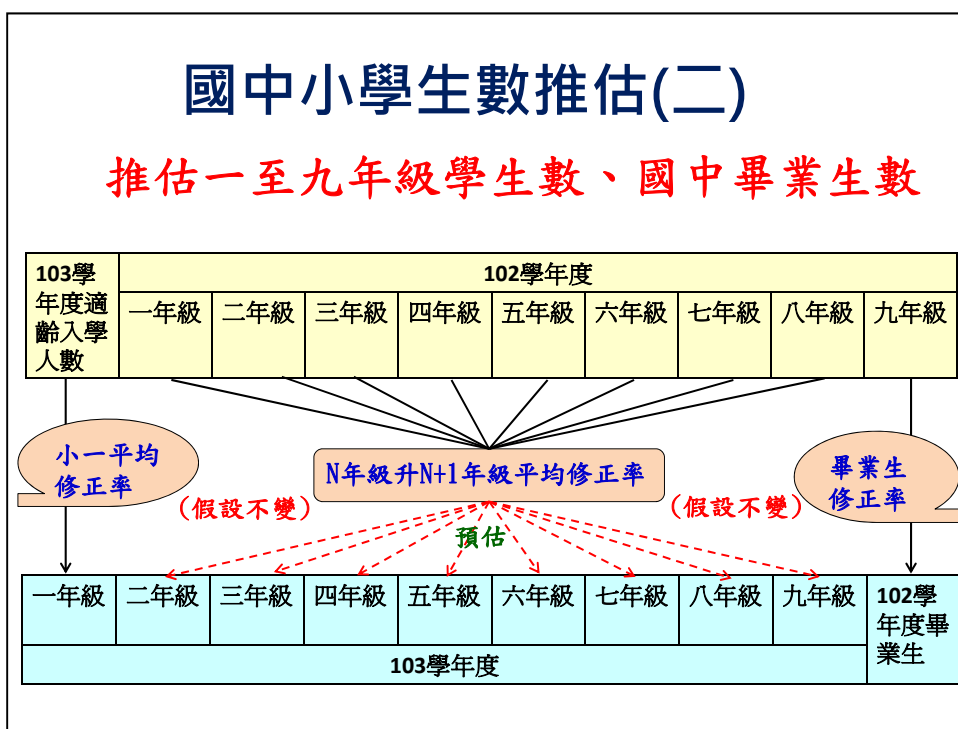 國中小學生數推估(二)
推估一至九年級學生數、國中畢業生數
103學
年度適
齡入學
人數
102學年度
一年級 二年級 三年級 四年級 五年級 六年級 七年級 八年級 九年級
小一平均
修正率
N年級升N+1年級平均修正率
畢業生
修正率
(假設不變)
(假設不變)
預估
一年級 二年級 三年級 四年級 五年級 六年級 七年級 八年級 九年級
102學
年度畢
業生
103學年度